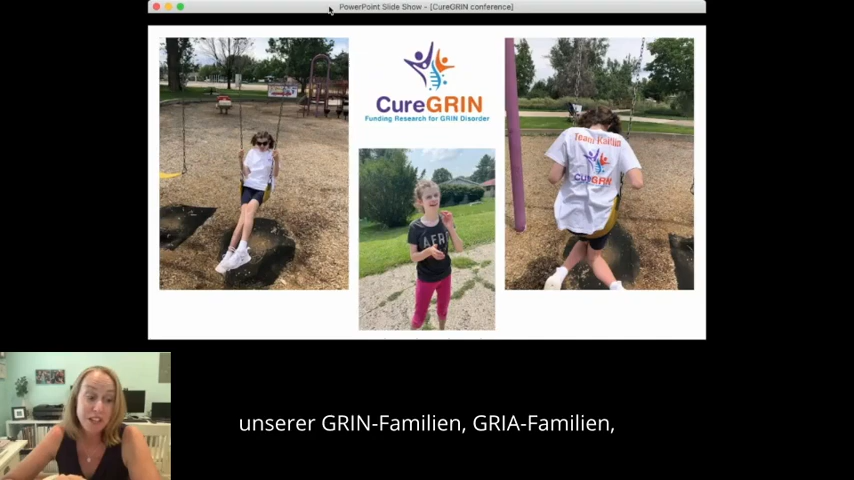 PowerPoint Slide Show - [CureGRIN conference]
CureGRIN
Funding Research for GRIN Disorder
Team Kaitlin
CureGRIN
AERO
unserer GRIN-Familien, GRIA-Familien,